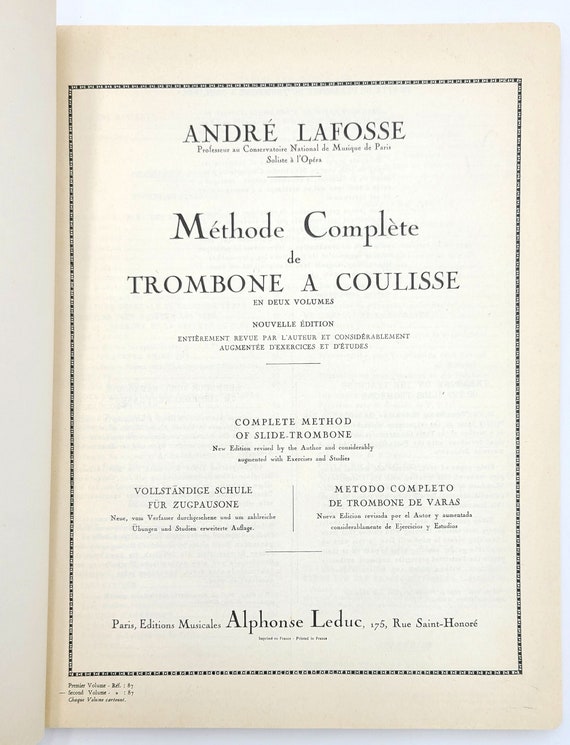 ANDRÉ LAFOSSE
Professeur au Conservatoire National de Musique de Paris
Soliste à l'Opéra
Méthode Complète
de
TROMBONE A COULISSE
EN DEUX VOLUMES
NOUVELLE ÉDITION
ENTIÈREMENT REVUE PAR L'AUTEUR ET CONSIDÉRABLEMENT
AUGMENTÉE D'EXERCICES ET D'ÉTUDES
COMPLETE METHOD
OF SLIDE-TROMBONE
New Edition revised by the Author and considerably
augmented with Exercises and Studies
VOLLSTÄNDIGE SCHULE
FÜR ZUGPAUSONE
Neue, vom Verfasser durchgesehene und um zahlreiche
Übungen und Studien erweiterte Auflage.
METODO COMPLETO
DE TROMBONE DE VARAS
Nueva Edicion revisada por el Autor y aumentada
considerablamente de Ejercicios y Estudios
Paris, Editions Musicales Alphonse Leduc, 175, Rue Saint-Honoré
Imprimé en France - Printed in France
Premier Volume - Réf. : 87
— Second Volume - » : 87
Chaque Volume cartonné.